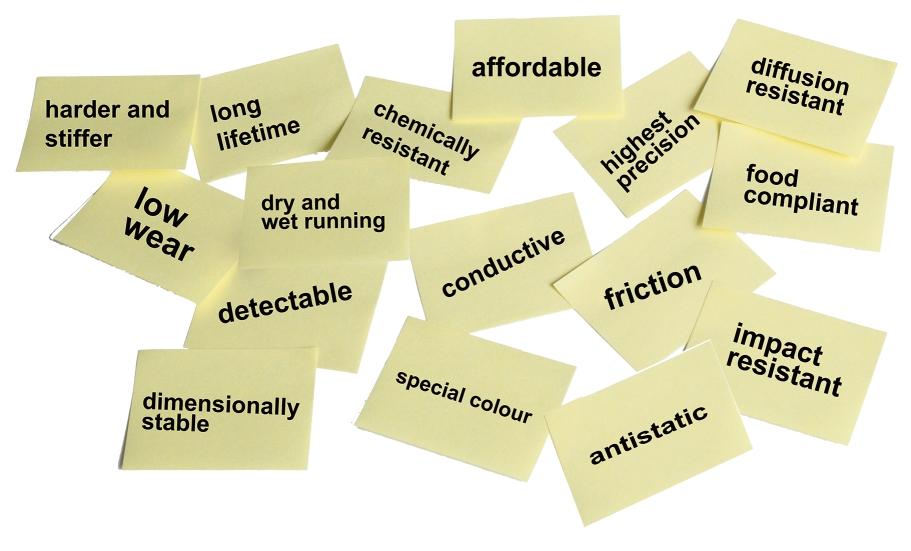 harder and
stiffer
long
lifetime
chemically
resistant
affordable
highest
precision
diffusion
resistant
low
wear
dry and
wet running
food
compliant
detectable
conductive
friction
impact
resistant
dimensionally
stable
special colour
antistatic